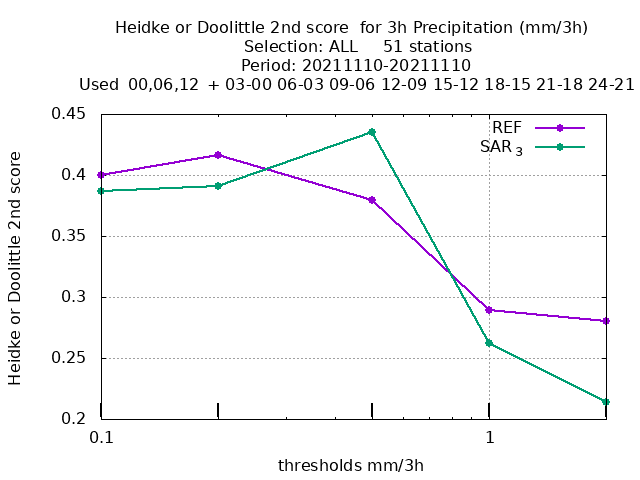 Heidke or Doolittle 2nd score  for 3h Precipitation (mm/3h)
Selection: ALL     51 stations
Period: 20211110-20211110
Used  00,06,12  + 03-00 06-03 09-06 12-09 15-12 18-15 21-18 24-21
REF
SAR 3
0.45
0.4
0.35
0.3
0.25
0.2
Heidke or Doolittle 2nd score
0.1
1
thresholds mm/3h